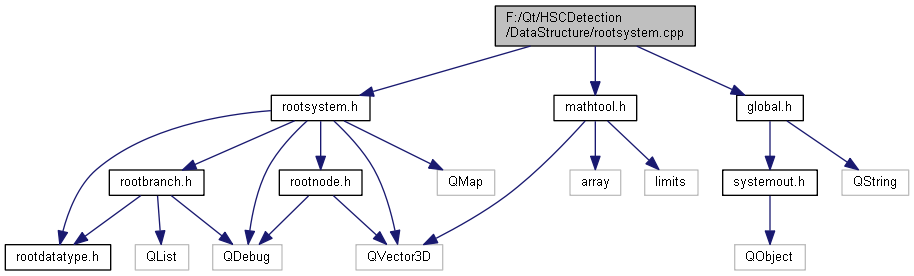 F:/Qt/HSCDetection
/DataStructure/rootsystem.cpp
rootsystem.h
mathtool.h
global.h
rootbranch.h
rootnode.h
QMap
array
limits
systemout.h
QString
rootdatatype.h
QList
QDebug
QVector3D
QObject